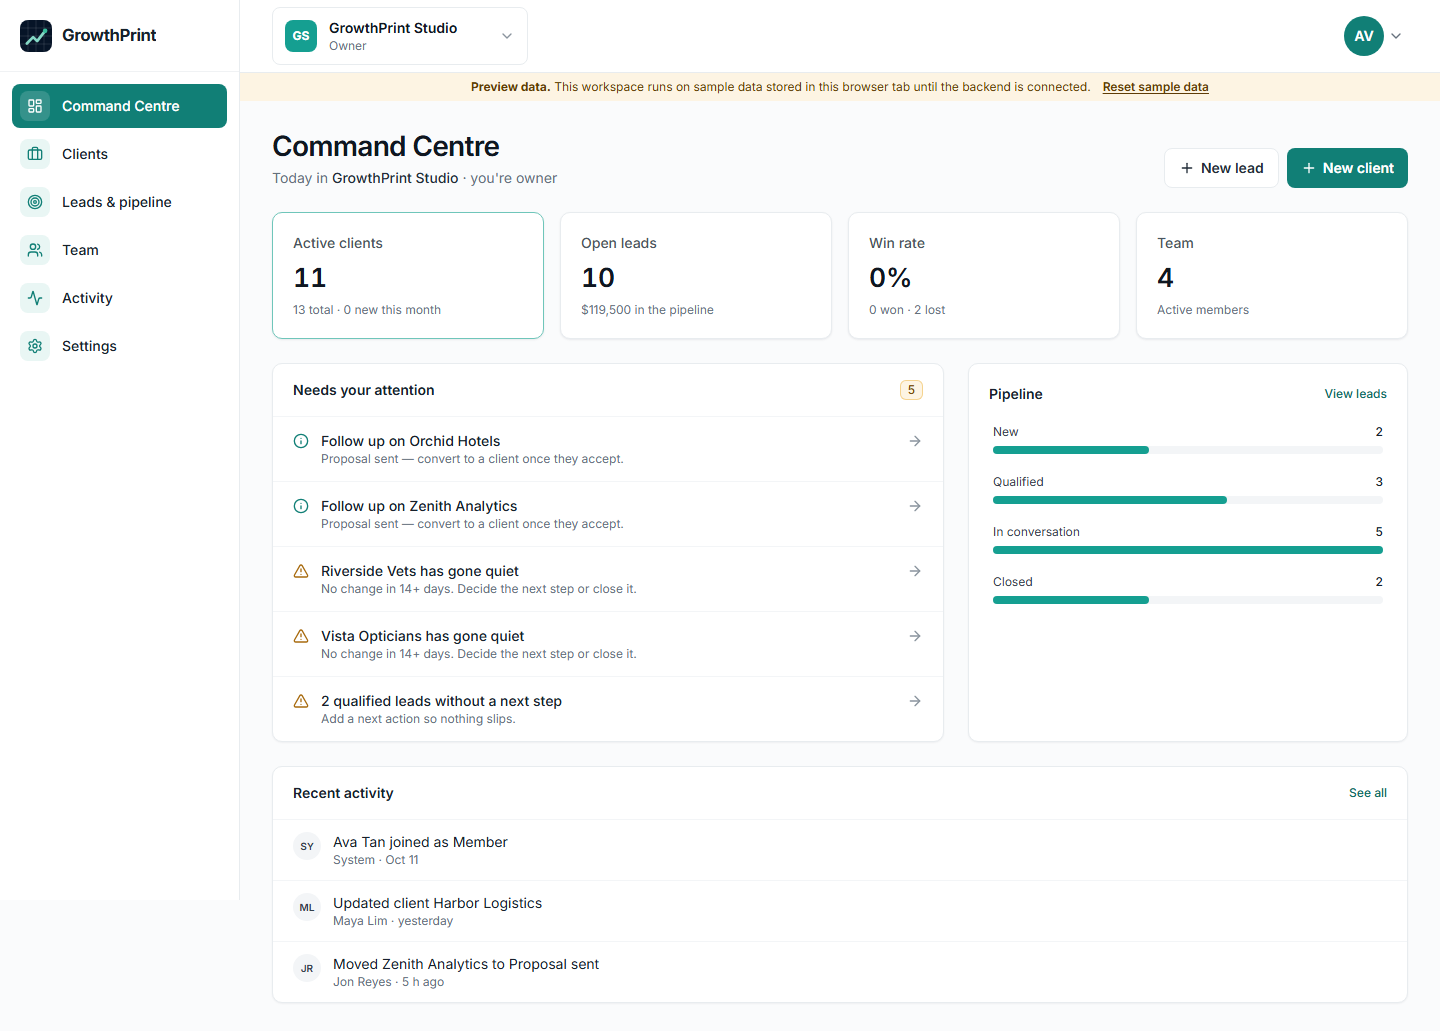 GrowthPrint
GS
GrowthPrint Studio
Owner
AV
Preview data. This workspace runs on sample data stored in this browser tab until the backend is connected. Reset sample data
Command Centre
Clients
Leads & pipeline
Team
Activity
Settings
Command Centre
Today in GrowthPrint Studio · you're owner
New lead
New client
Active clients
11
13 total · 0 new this month
Open leads
10
$119,500 in the pipeline
Win rate
0%
0 won · 2 lost
Team
4
Active members
Needs your attention
5
Follow up on Orchid Hotels
Proposal sent — convert to a client once they accept.
Follow up on Zenith Analytics
Proposal sent — convert to a client once they accept.
Riverside Vets has gone quiet
No change in 14+ days. Decide the next step or close it.
Vista Opticians has gone quiet
No change in 14+ days. Decide the next step or close it.
2 qualified leads without a next step
Add a next action so nothing slips.
Pipeline
View leads
New 2
Qualified 3
In conversation 5
Closed 2
Recent activity
See all
SY
Ava Tan joined as Member
System · Oct 11
ML
Updated client Harbor Logistics
Maya Lim · yesterday
JR
Moved Zenith Analytics to Proposal sent
Jon Reyes · 5 h ago